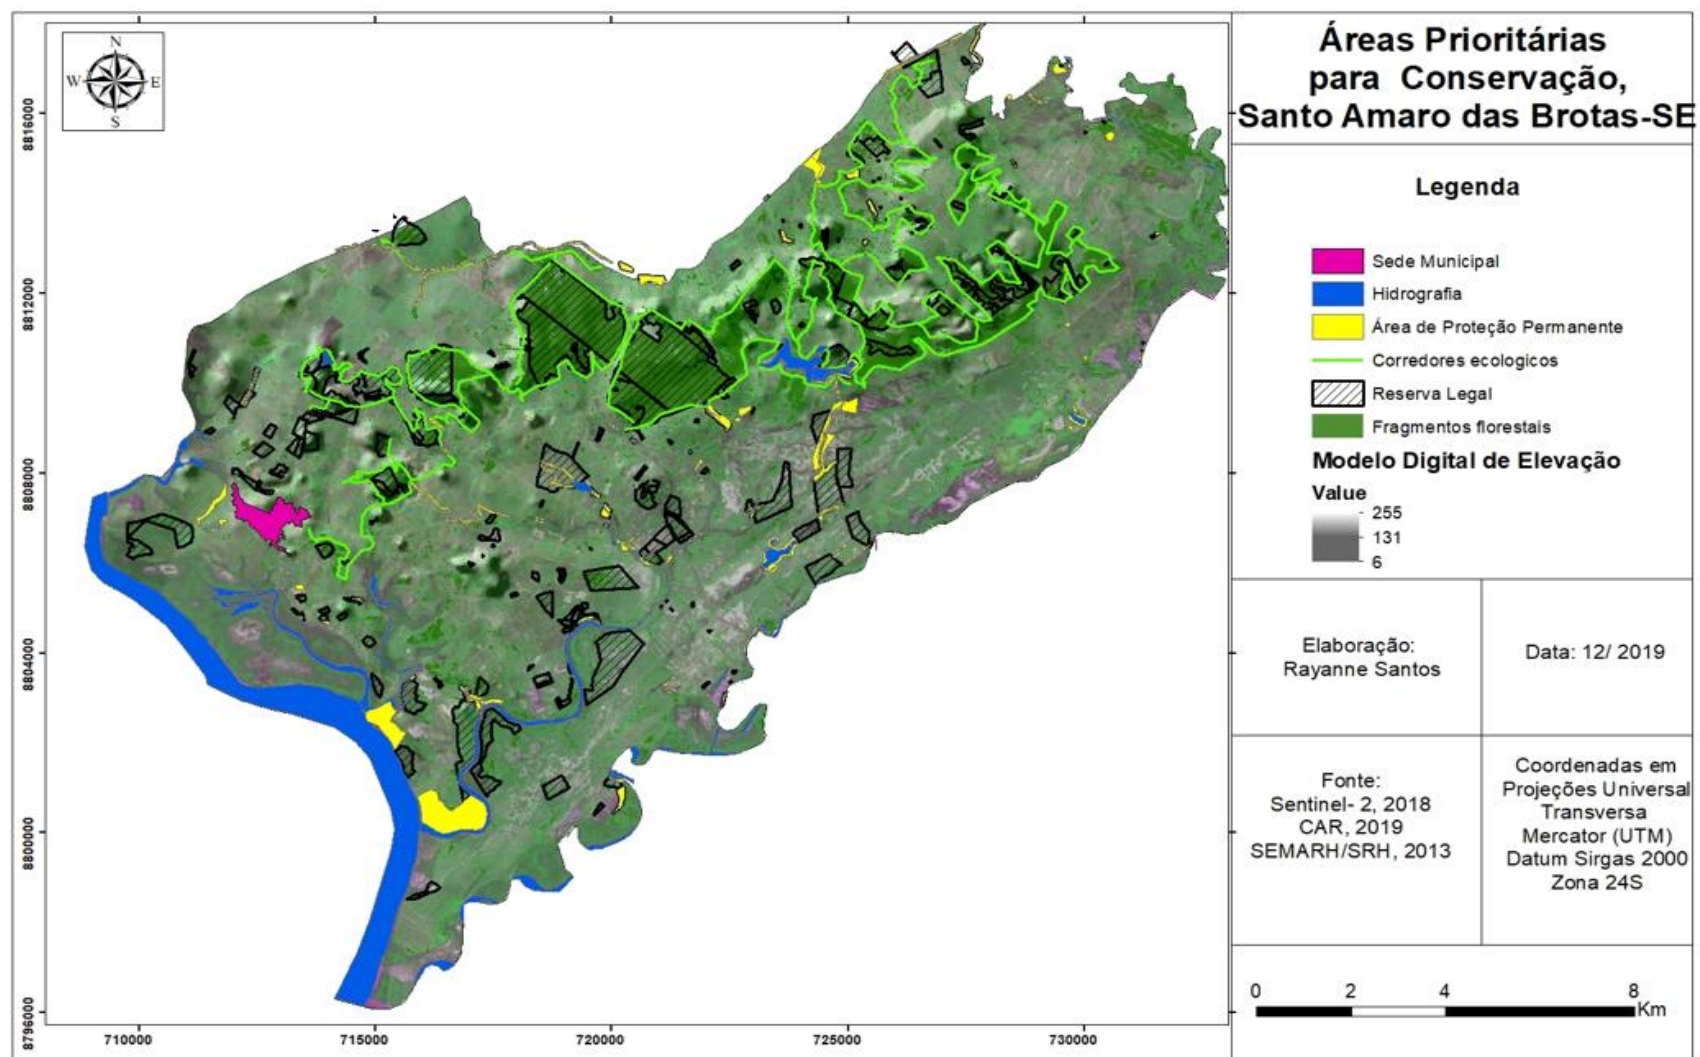 Áreas Prioritárias
para Conservação,
Santo Amaro das Brotas-SE
N
W
E
S
Legenda
Sede Municipal
Hidrografia
Área de Proteção Permanente
Corredores ecologicos
Reserva Legal
Fragmentos florestais
Modelo Digital de Elevação
Value
255
131
6
Elaboração:
Rayanne Santos
Data: 12/ 2019
Fonte:
Sentinel- 2, 2018
CAR, 2019
SEMARH/SRH, 2013
Coordenadas em
Projeções Universal
Transversa
Mercator (UTM)
Datum Sirgas 2000
Zona 24S
0 2 4 8
Km
8816000
8812000
8808000
8804000
8800000
8796000
710000 715000 720000 725000 730000